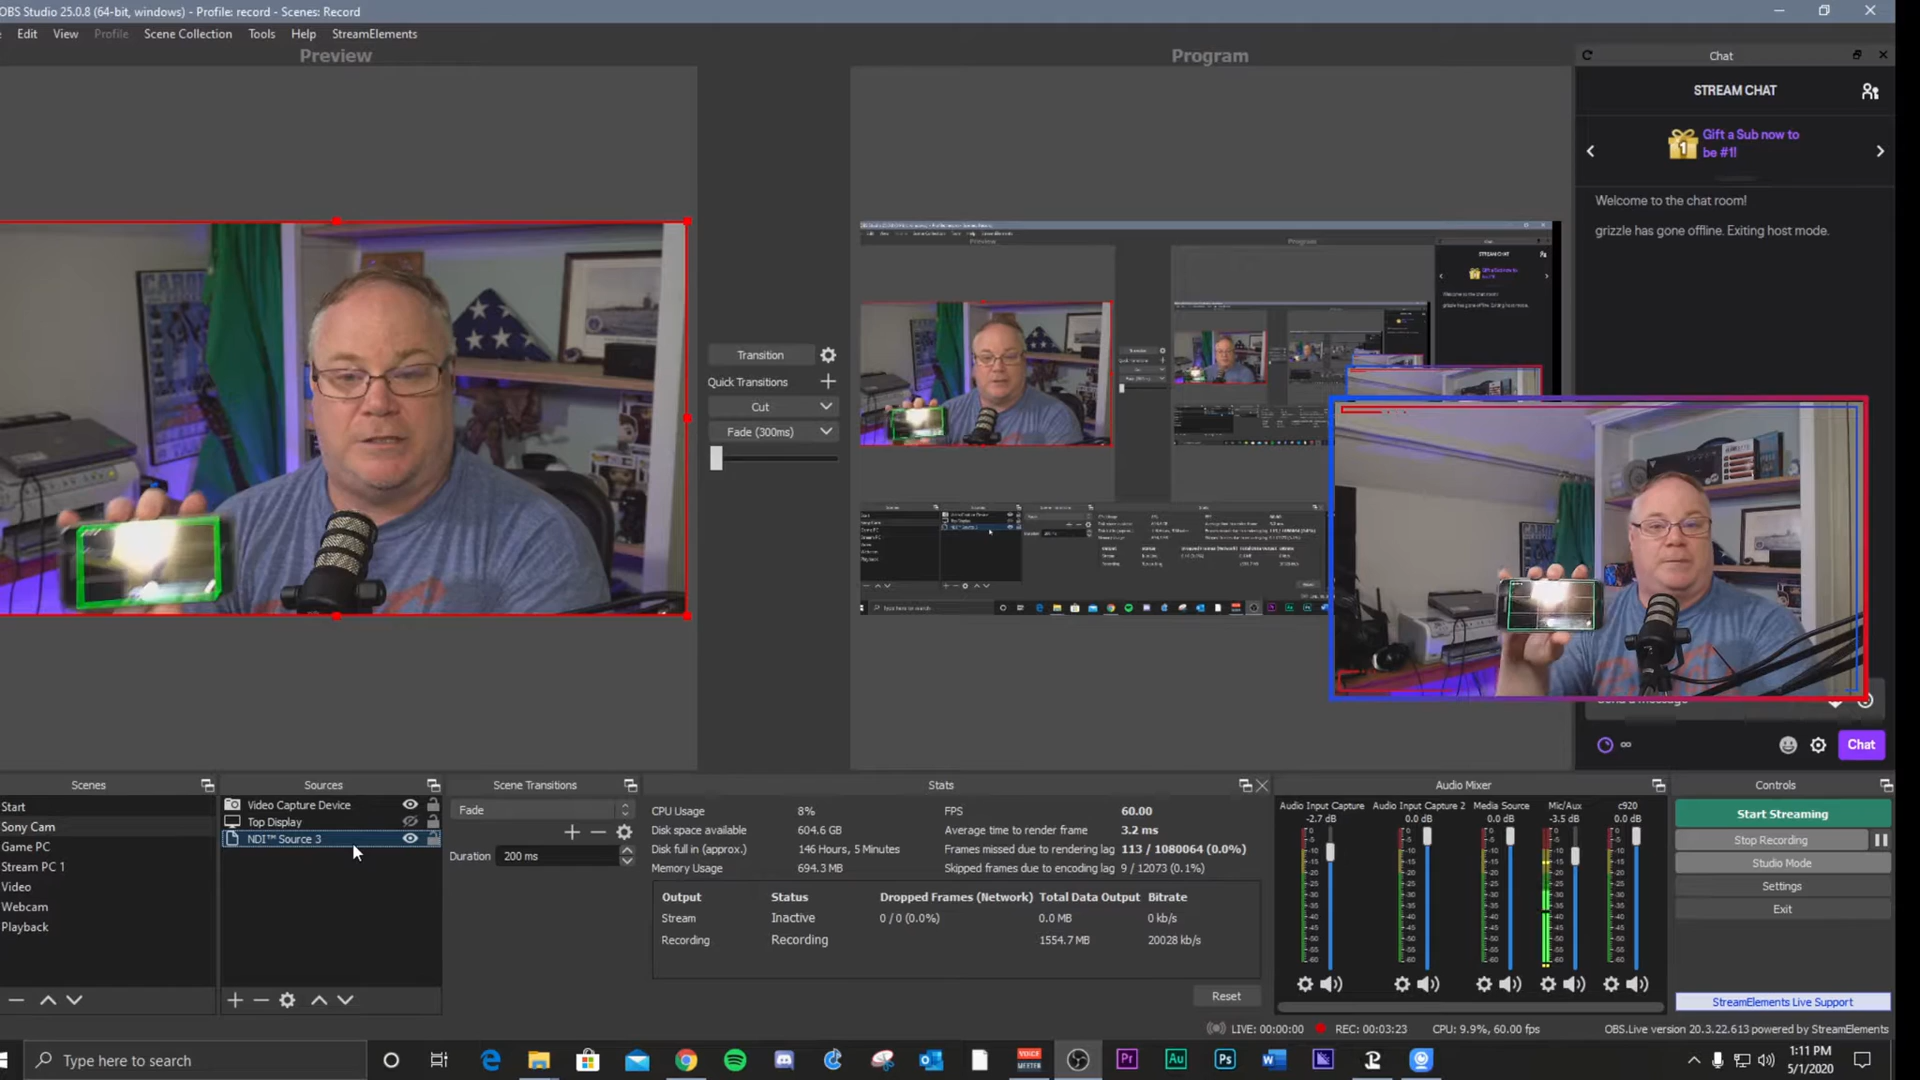 OBS Studio 25.0.8 (64-bit, windows) - Profile: record - Scenes: Record
Edit View Profile Scene Collection Tools Help StreamElements
Preview
Program
Chat
STREAM CHAT
Gift a Sub now to
be #1!
Welcome to the chat room!
grizzle has gone offline. Exiting host mode.
Transition
Quick Transitions
Cut
Fade (300ms)
Chat
Scenes
Start
Sony Cam
Game PC
Stream PC 1
Video
Webcam
Playback
Sources
Video Capture Device
Top Display
NDI™ Source 3
Scene Transitions
Fade
Duration 200 ms
Stats
CPU Usage 8%
Disk space available 604.6 GB
Disk full in (approx.) 146 Hours, 5 Minutes
Memory Usage 694.3 MB
FPS 60.00
Average time to render frame 3.2 ms
Frames missed due to rendering lag 113 / 1080064 (0.0%)
Skipped frames due to encoding lag 9 / 12073 (0.1%)
Output Status Dropped Frames (Network) Total Data Output Bitrate
Stream Inactive 0 / 0 (0.0%) 0.0 MB 0 kb/s
Recording Recording 1554.7 MB 20028 kb/s
Reset
Audio Mixer
Audio Input Capture Audio Input Capture 2 Media Source Mic/Aux c920
-2.7 dB 0.0 dB 0.0 dB -3.5 dB 0.0 dB
Controls
Start Streaming
Stop Recording
Studio Mode
Settings
Exit
StreamElements Live Support
LIVE: 00:00:00 REC: 00:03:23 CPU: 9.9%, 60.00 fps OBS.Live version 20.3.22.613 powered by StreamElements
Type here to search
1:11 PM
5/1/2020